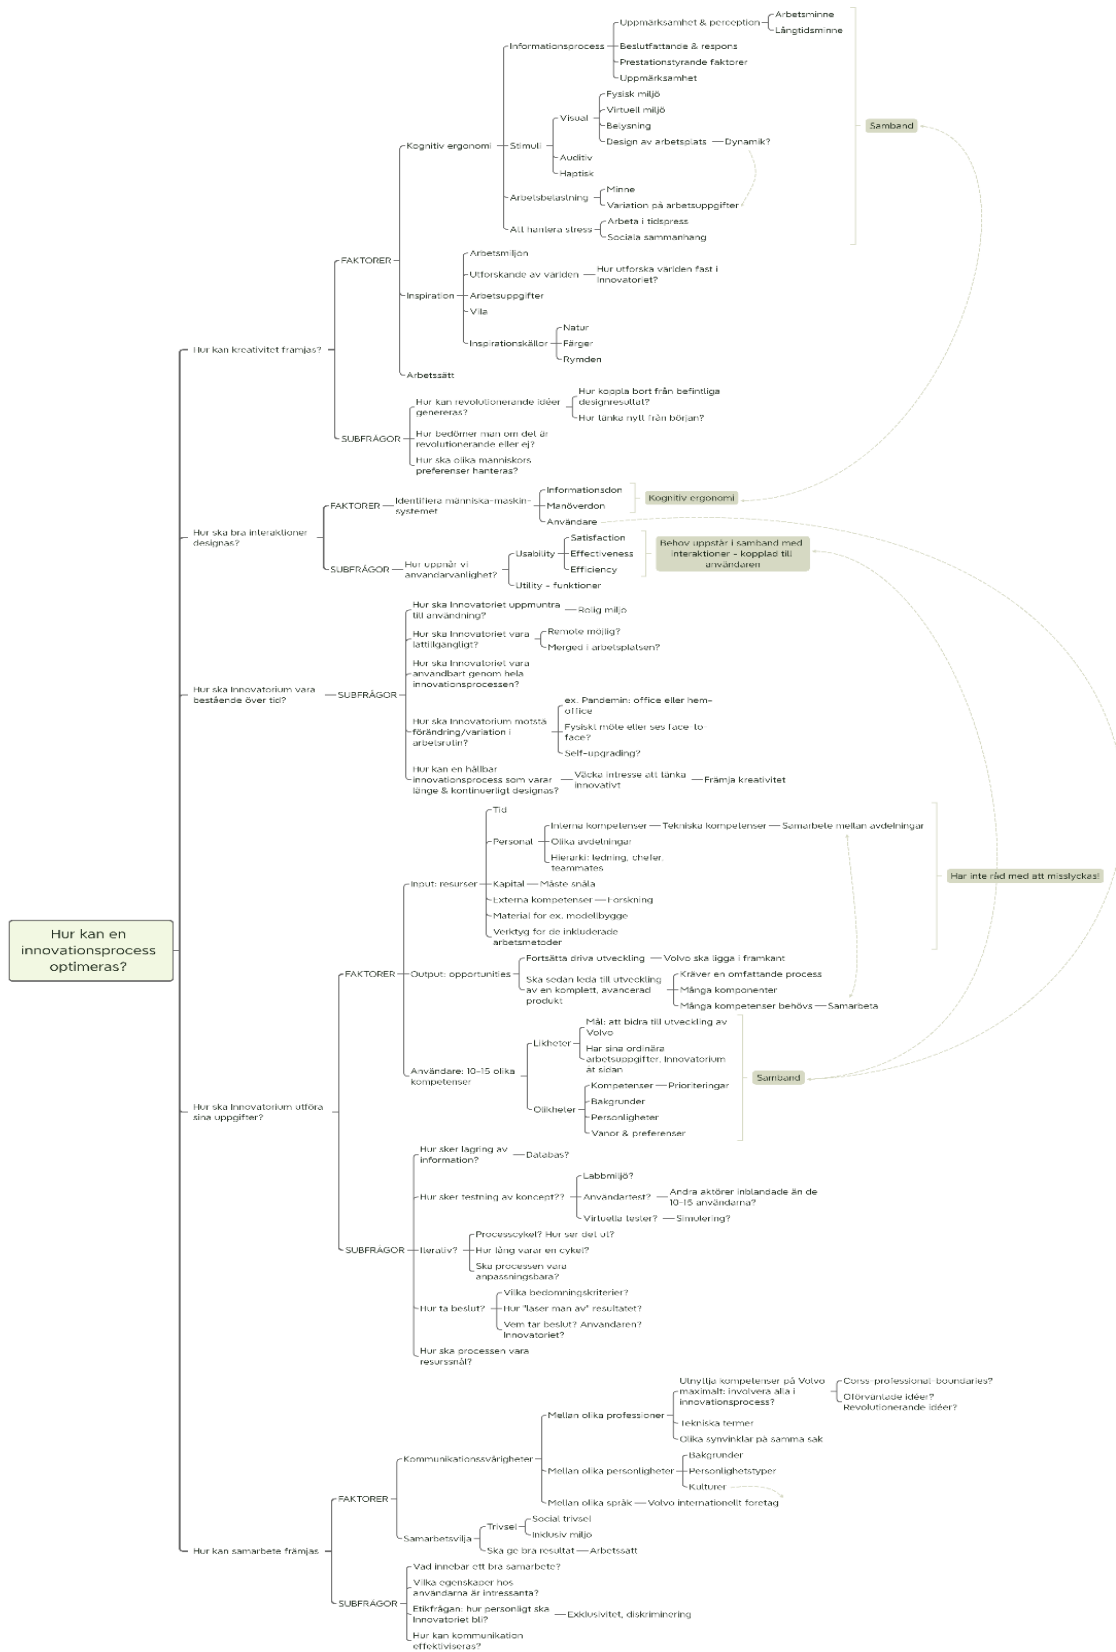 Hur kan en
innovationsprocess
optimeras?
Hur kan kreativitet främjas?
FAKTORER
Kognitiv ergonomi
Informationsprocess
Uppmärksamhet & perception
Arbetsminne
Långtidsminne
Beslutfattande & respons
Prestationstyrande faktorer
Uppmärksamhet
Stimuli
Visual
Fysisk miljö
Virtuell miljö
Belysning
Design av arbetsplats
Dynamik?
Auditiv
Haptisk
Arbetsbelastning
Minne
Variation på arbetsuppgifter
Att hantera stress
Arbeta i tidspress
Sociala sammanhang
Samband
Inspiration
Arbetsmiljön
Utforskande av världen
Hur utforska världen fast i
Innovatoriet?
Arbetsuppgifter
Vila
Inspirationskällor
Natur
Färger
Rymden
Arbetssätt
SUBFRÅGOR
Hur kan revolutionerande idéer
genereras?
Hur koppla bort från befintliga
designresultat?
Hur tänka nytt från början?
Hur bedömer man om det är
revolutionerande eller ej?
Hur ska olika människors
preferenser hanteras?
Hur ska bra interaktioner
designas?
FAKTORER
Identifiera människa-maskin-
systemet
Informationsdon
Manöverdon
Användare
Kognitiv ergonomi
SUBFRÅGOR
Hur uppnår vi
användarvänlighet?
Usability
Satisfaction
Effectiveness
Efficiency
Utility - funktioner
Behov uppstår i samband med
interaktioner - kopplad till
användaren
Hur ska Innovatorium vara
bestående över tid?
SUBFRÅGOR
Hur ska Innovatoriet uppmuntra
till användning?
Rolig miljö
Hur ska Innovatoriet vara
lättillgängligt?
Remote möjlig?
Merged i arbetsplatsen?
Hur ska Innovatoriet vara
användbart genom hela
innovationsprocessen?
Hur ska Innovatorium motstå
förändring/variation i
arbetsrutin?
ex. Pandemin: office eller hem-
office
Fysiskt möte eller ses face-to-
face?
Self-upgrading?
Hur kan en hållbar
innovationsprocess som varar
länge & kontinuerligt designas?
Väcka intresse att tänka
innovativt
Främja kreativitet
Hur ska Innovatorium utföra
sina uppgifter?
FAKTORER
Input: resurser
Tid
Personal
Interna kompetenser
Tekniska kompetenser
Samarbete mellan avdelningar
Olika avdelningar
Hierarki: ledning, chefer,
teammates
Kapital
Måste snåla
Externa kompetenser
Forskning
Material för ex. modellbygge
Verktyg för de inkluderade
arbetsmetoder
Har inte råd med att misslyckas!
Output: opportunities
Fortsätta driva utveckling
Volvo ska ligga i framkant
Ska sedan leda till utveckling
av en komplett, avancerad
produkt
Kräver en omfattande process
Många komponenter
Många kompetenser behövs
Samarbeta
Användare: 10-15 olika
kompetenser
Likheter
Mål: att bidra till utveckling av
Volvo
Har sina ordinära
arbetsuppgifter, Innovatorium
åt sidan
Olikheter
Kompetenser
Prioriteringar
Bakgrunder
Personligheter
Vanor & preferenser
Samband
SUBFRÅGOR
Hur sker lagring av
information?
Databas?
Hur sker testning av koncept??
Labbmiljö?
Användartest?
Andra aktörer inblandade än de
10-15 användarna?
Virtuella tester?
Simulering?
Iterativ?
Processcykel? Hur ser det ut?
Hur lång varar en cykel?
Ska processen vara
anpassningsbara?
Hur ta beslut?
Vilka bedömningskriterier?
Hur "läser man av" resultatet?
Vem tar beslut? Användaren?
Innovatoriet?
Hur ska processen vara
resurssnål?
Hur kan samarbete främjas
FAKTORER
Kommunikationssvårigheter
Mellan olika professioner
Utnyttja kompetenser på Volvo
maximalt: involvera alla i
innovationsprocess?
Corss-professional-boundaries?
Oförväntade idéer?
Revolutionerande idéer?
Tekniska termer
Olika synvinklar på samma sak
Mellan olika personligheter
Bakgrunder
Personlighetstyper
Kulturer
Mellan olika språk
Volvo internationellt företag
Samarbetsvilja
Trivsel
Social trivsel
Inklusiv miljö
Ska ge bra resultat
Arbetssätt
SUBFRÅGOR
Vad innebär ett bra samarbete?
Vilka egenskaper hos
användarna är intressanta?
Etikfrågan: hur personligt ska
Innovatoriet bli?
Exklusivitet, diskriminering
Hur kan kommunikation
effektiviseras?